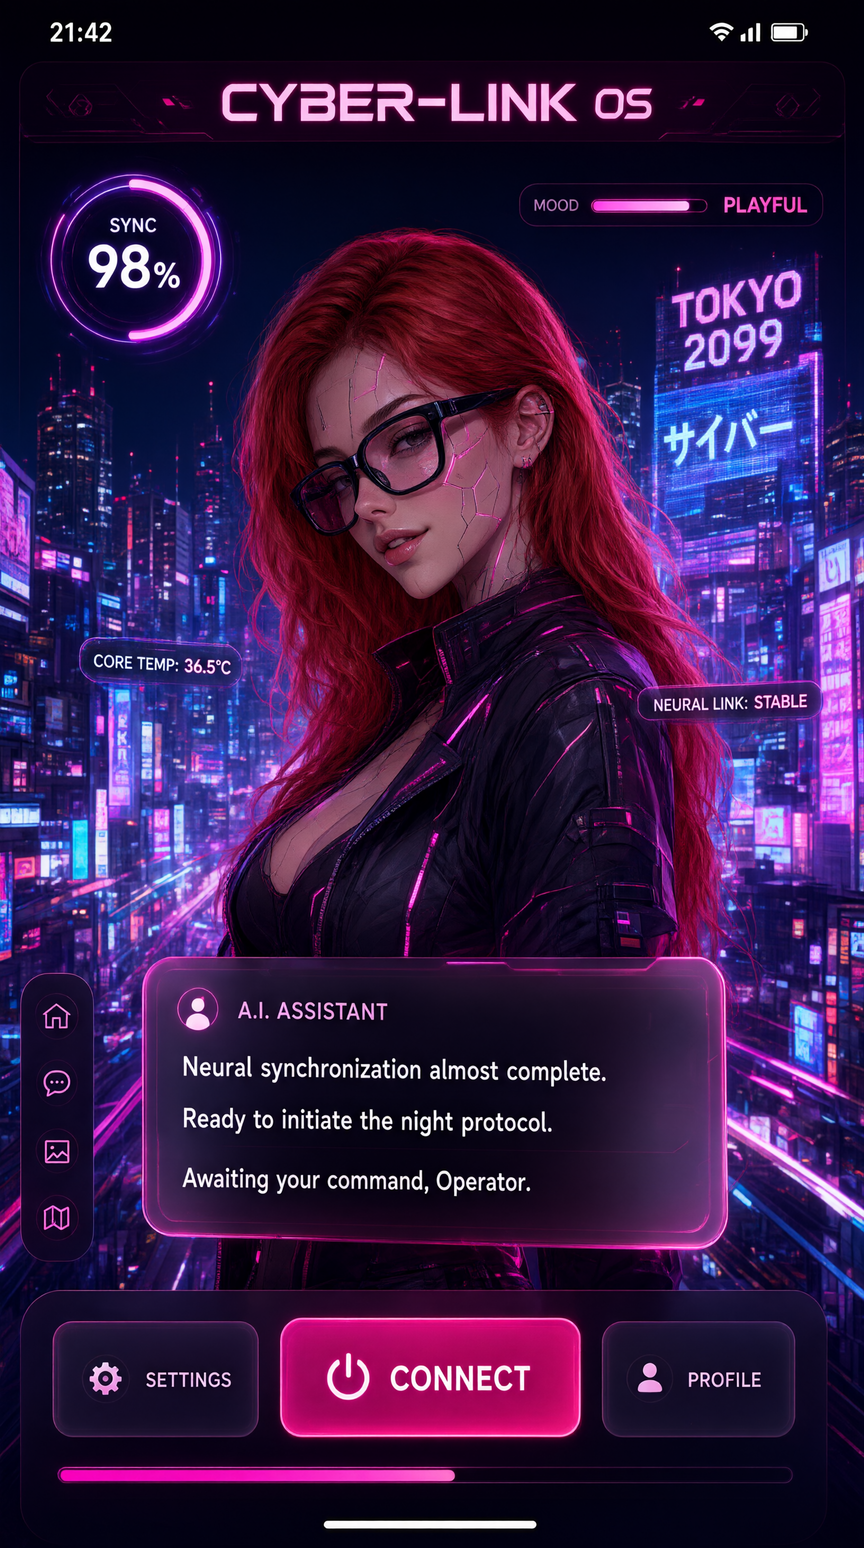 21:42
CYBER-LINK OS
SYNC
98%
MOOD PLAYFUL
TOKYO
2099
サイバー
CORE TEMP: 36.5°C
NEURAL LINK: STABLE
A.I. ASSISTANT
Neural synchronization almost complete.
Ready to initiate the night protocol.
Awaiting your command, Operator.
SETTINGS
CONNECT
PROFILE